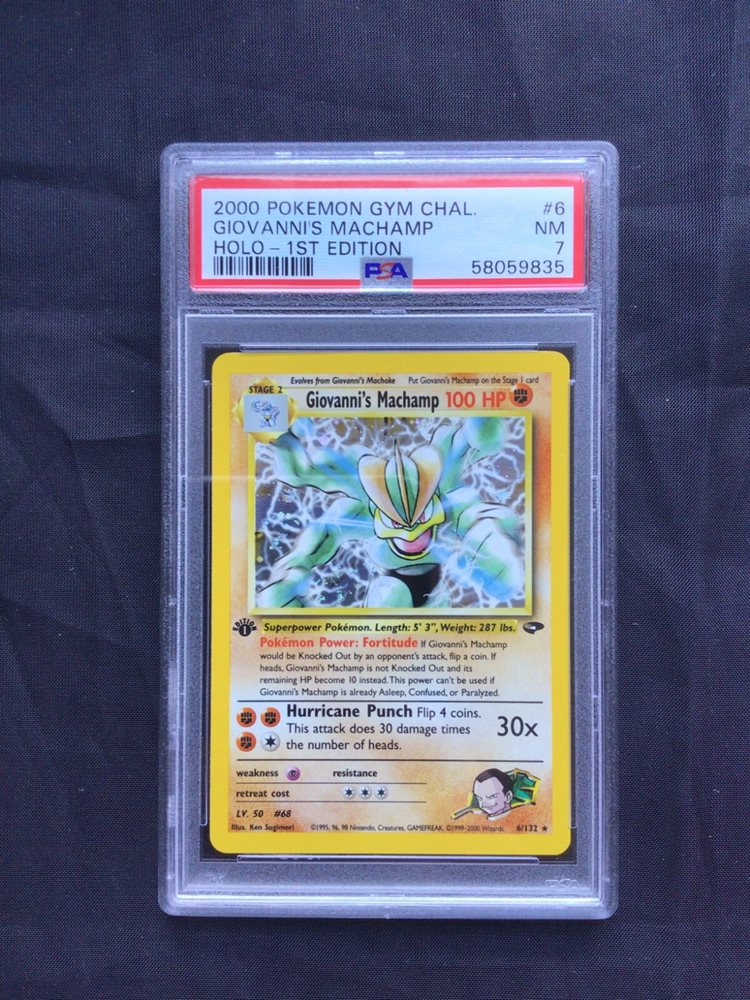 2000 POKEMON GYM CHAL. #6
GIOVANNI'S MACHAMP NM
HOLO – 1ST EDITION 7
PSA 58059835
Evolves from Giovanni's Machoke Put Giovanni's Machamp on the Stage 1 card
STAGE 2
Giovanni's Machamp 100 HP
EDITION 1
Superpower Pokémon. Length: 5' 3", Weight: 287 lbs.
Pokémon Power: Fortitude If Giovanni's Machamp
would be Knocked Out by an opponent's attack, flip a coin. If
heads, Giovanni's Machamp is not Knocked Out and its
remaining HP become 10 instead. This power can't be used if
Giovanni's Machamp is already Asleep, Confused, or Paralyzed.
Hurricane Punch Flip 4 coins.
This attack does 30 damage times
the number of heads.
30x
weakness resistance
retreat cost
LV. 50 #68
Illus. Ken Sugimori ©1995, 96, 98 Nintendo, Creatures, GAMEFREAK. ©1999-2000 Wizards. 6/132 ★
PSA